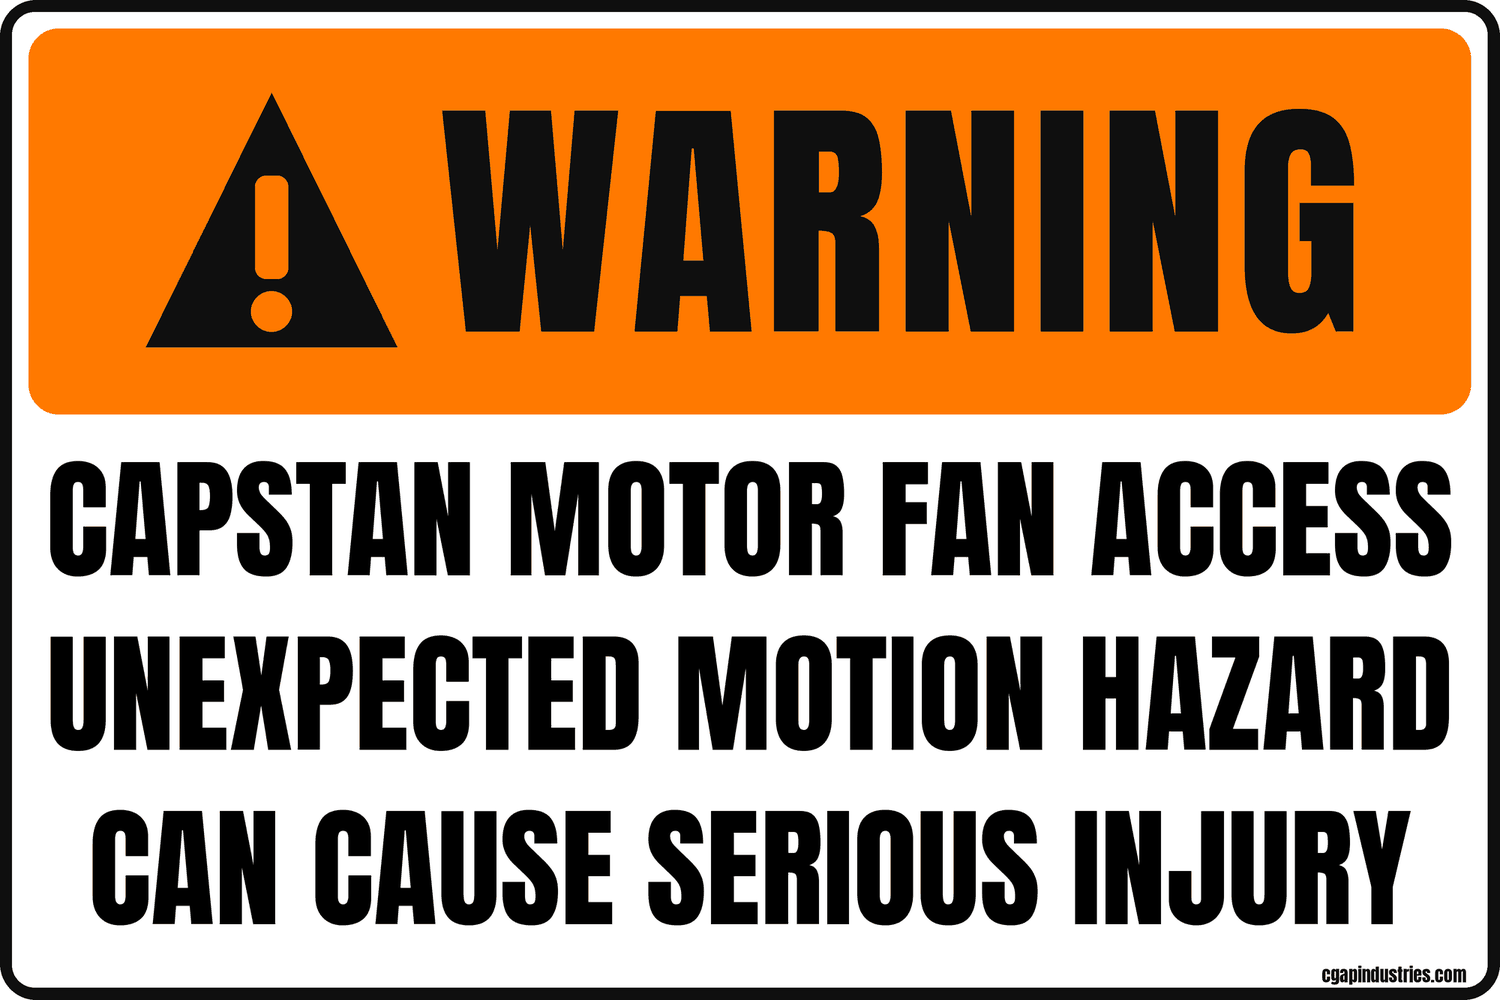 WARNING
CAPSTAN MOTOR FAN ACCESS
UNEXPECTED MOTION HAZARD
CAN CAUSE SERIOUS INJURY
cgapindustries.com